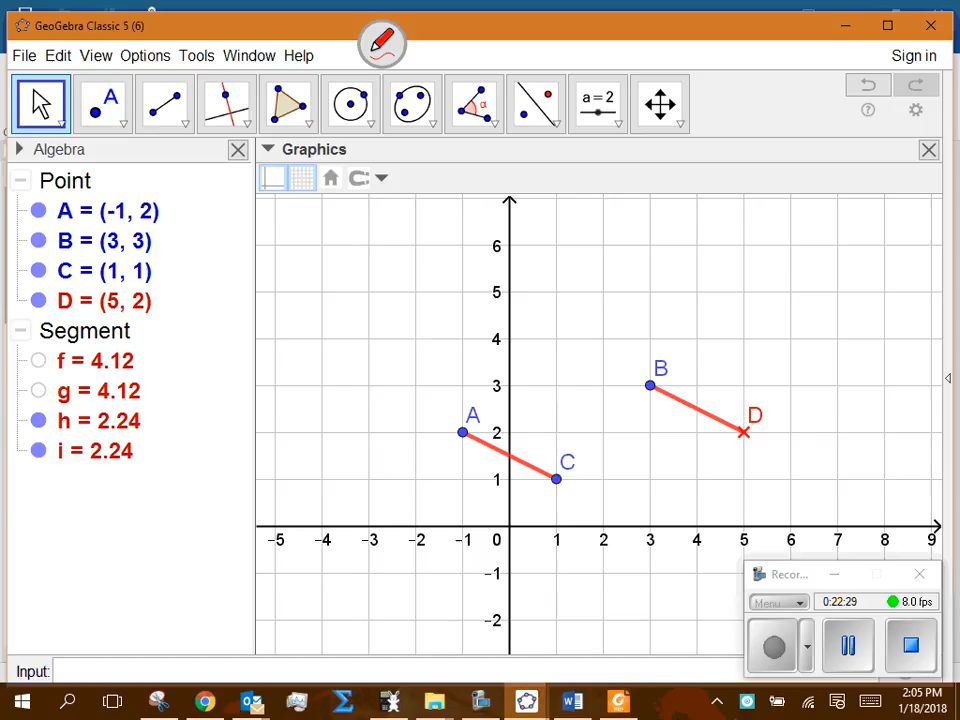 GeoGebra Classic 5 (6)
File Edit View Options Tools Window Help
Sign in
A
α
a = 2
Algebra
Graphics
Point
A = (-1, 2)
B = (3, 3)
C = (1, 1)
D = (5, 2)
Segment
f = 4.12
g = 4.12
h = 2.24
i = 2.24
6
5
4
3
2
1
0
−1
−2
−5 −4 −3 −2 −1 1 2 3 4 5 6 7 8 9
A
B
C
D
Recor...
Menu
0:22:29
8.0 fps
Input:
2:05 PM
1/18/2018